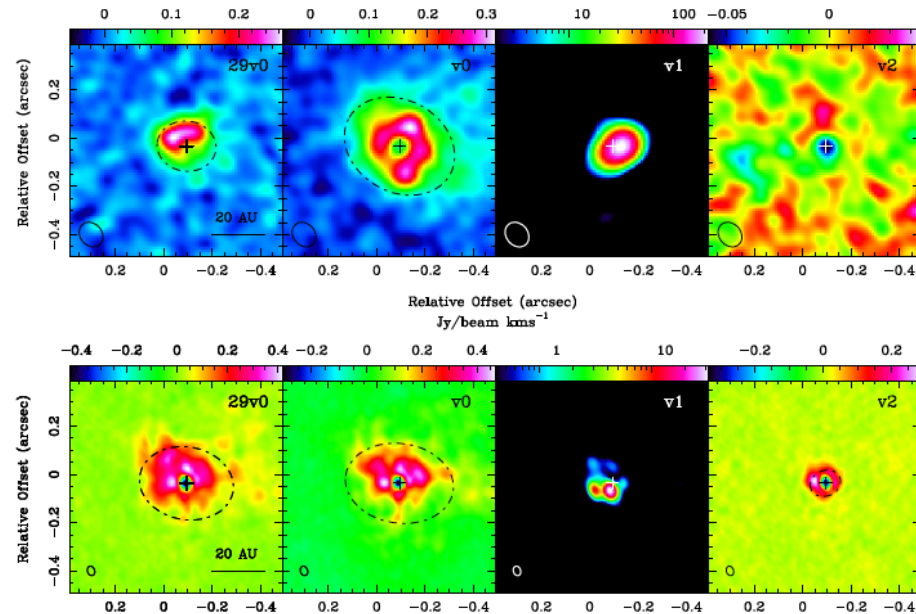 0 0.1 0.2 0 0.1 0.2 0.3 10 100 −0.05 0
29v0 v0 v1 v2
Relative Offset (arcsec)
0.2 0 −0.2 −0.4
20 AU
0.2 0 −0.2 −0.4 0.2 0 −0.2 −0.4 0.2 0 −0.2 −0.4 0.2 0 −0.2 −0.4
Relative Offset (arcsec)
Jy/beam kms⁻¹
−0.4 −0.2 0 0.2 0.4 −0.4 −0.2 0 0.2 0.4 1 10 −0.2 0 0.2
29v0 v0 v1 v2
Relative Offset (arcsec)
0.2 0 −0.2 −0.4
20 AU
0.2 0 −0.2 −0.4 0.2 0 −0.2 −0.4 0.2 0 −0.2 −0.4 0.2 0 −0.2 −0.4